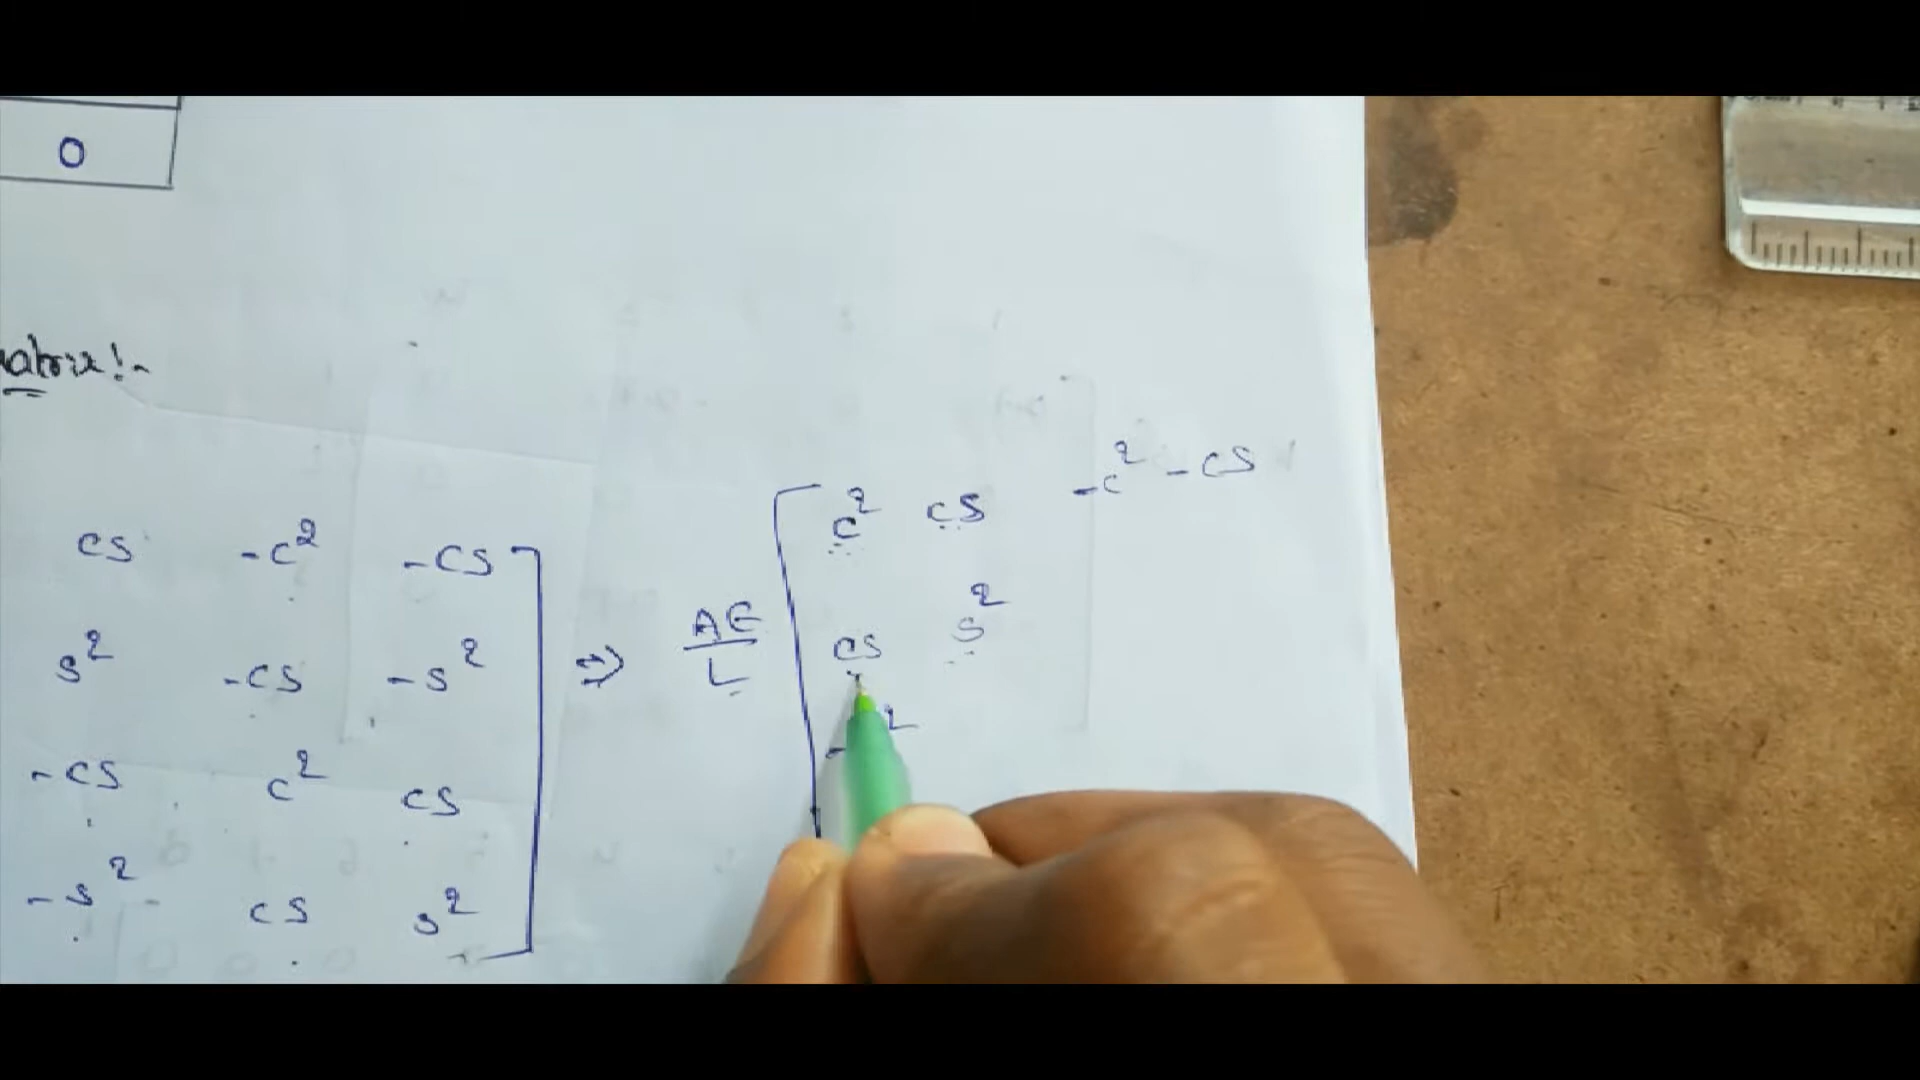 0
matrix:-
cs -c² -cs
s² -cs -s²
-cs c² cs
-s² cs s²
⇒ AE
L
c² cs -c² -cs
cs s²